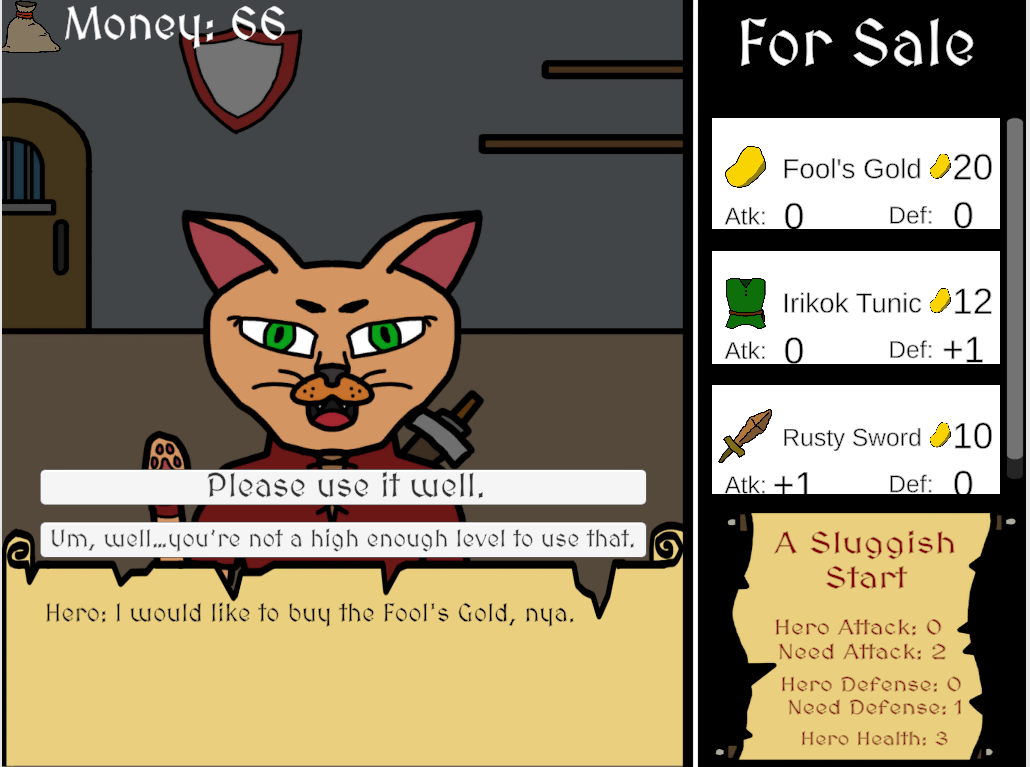 Money: 66
Please use it well.
Um, well...you're not a high enough level to use that.
Hero: I would like to buy the Fool's Gold, nya.
For Sale
Fool's Gold 20
Atk: 0 Def: 0
Irikok Tunic 12
Atk: 0 Def: +1
Rusty Sword 10
Atk: +1 Def: 0
A Sluggish
Start
Hero Attack: 0
Need Attack: 2
Hero Defense: 0
Need Defense: 1
Hero Health: 3